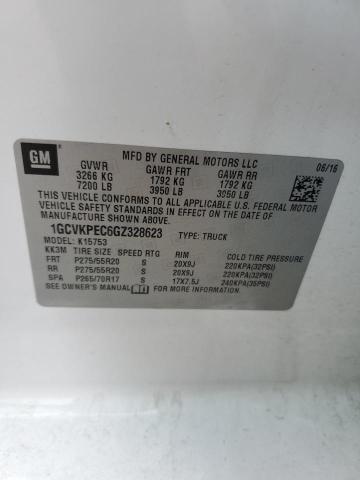 GM
MFD BY GENERAL MOTORS LLC
06/16
GVWR GAWR FRT GAWR RR
3266 KG 1792 KG 1792 KG
7200 LB 3950 LB 3950 LB
THIS VEHICLE CONFORMS TO ALL APPLICABLE U.S. FEDERAL MOTOR
VEHICLE SAFETY STANDARDS IN EFFECT ON THE DATE OF
MANUFACTURE SHOWN ABOVE.
1GCVKPEC6GZ328623 TYPE: TRUCK
MODEL: K15753
KK3M TIRE SIZE SPEED RTG RIM COLD TIRE PRESSURE
FRT P275/55R20 S 20X9J 220KPA(32PSI)
RR P275/55R20 S 20X9J 220KPA(32PSI)
SPA P265/70R17 S 17X7.5J 240KPA(35PSI)
SEE OWNER'S MANUAL FOR MORE INFORMATION